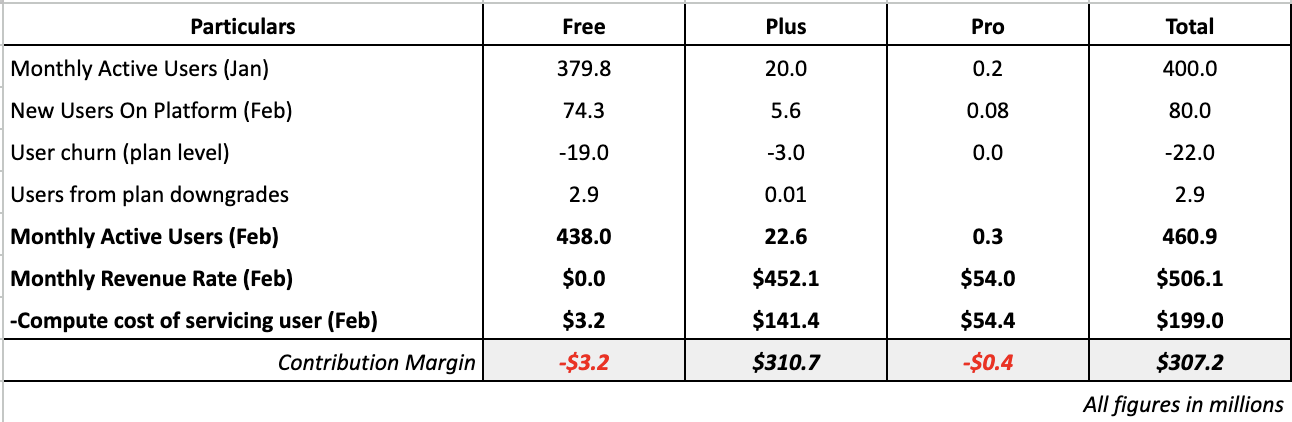 Particulars Free Plus Pro Total
Monthly Active Users (Jan) 379.8 20.0 0.2 400.0
New Users On Platform (Feb) 74.3 5.6 0.08 80.0
User churn (plan level) -19.0 -3.0 0.0 -22.0
Users from plan downgrades 2.9 0.01 2.9
Monthly Active Users (Feb) 438.0 22.6 0.3 460.9
Monthly Revenue Rate (Feb) $0.0 $452.1 $54.0 $506.1
-Compute cost of servicing user (Feb) $3.2 $141.4 $54.4 $199.0
Contribution Margin -$3.2 $310.7 -$0.4 $307.2
All figures in millions